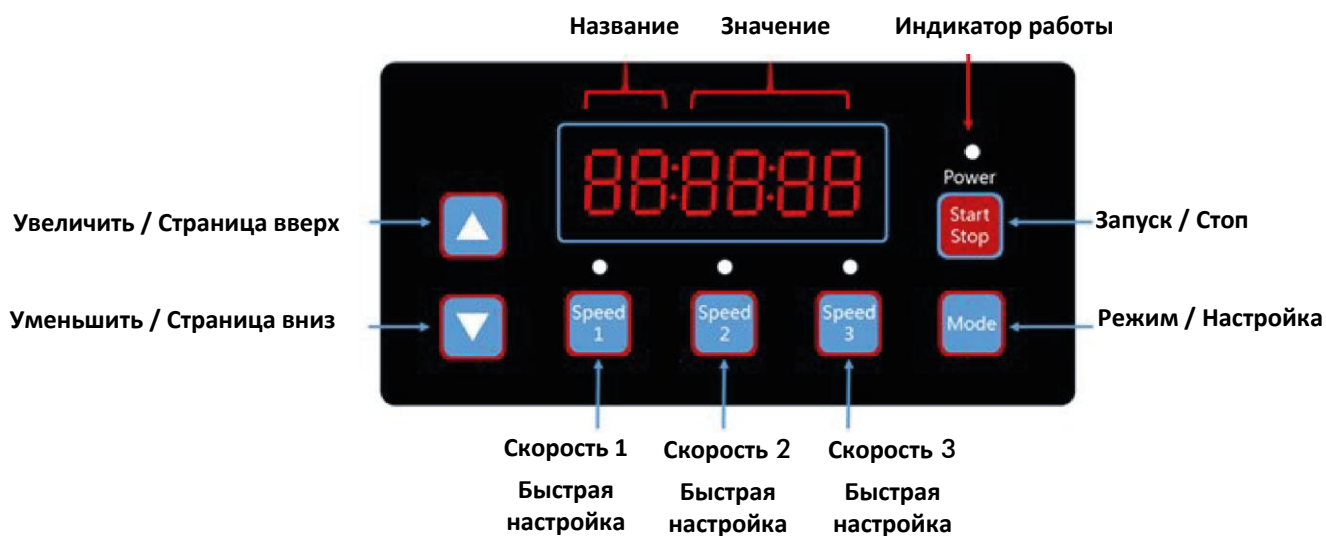 Название Значение Индикатор работы
88:88:88
Power
Увеличить / Страница вверх
Start
Stop
Запуск / Стоп
Уменьшить / Страница вниз
Speed
1
Speed
2
Speed
3
Mode
Режим / Настройка
Скорость 1 Скорость 2 Скорость 3
Быстрая Быстрая Быстрая
настройка настройка настройка